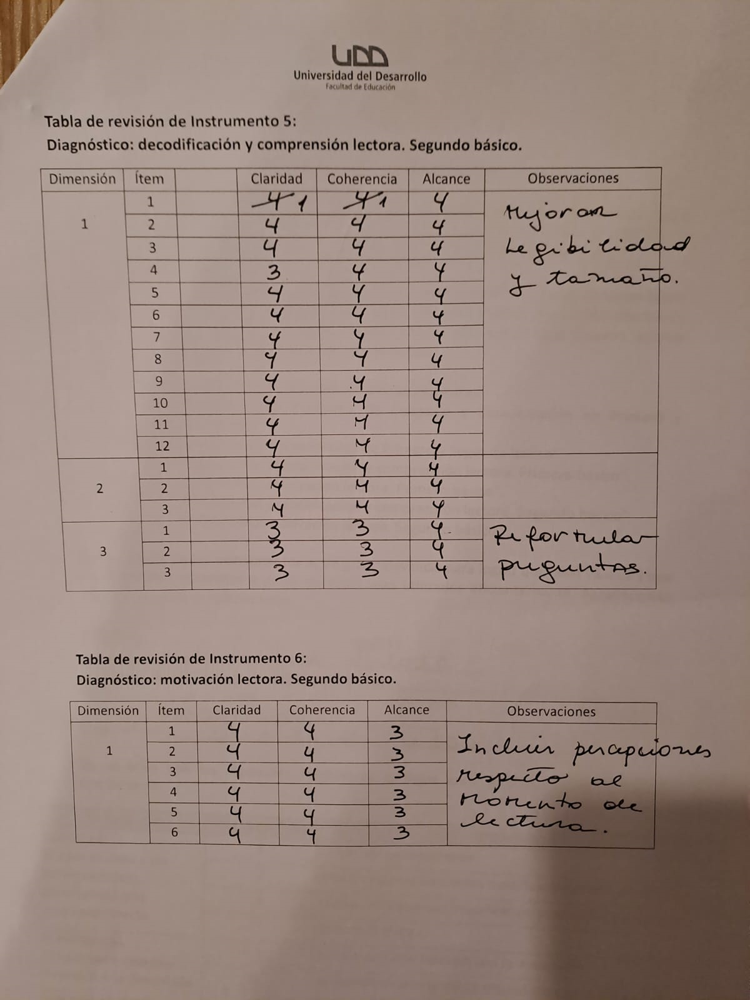 UDD
Universidad del Desarrollo
Facultad de Educación
Tabla de revisión de Instrumento 5:
Diagnóstico: decodificación y comprensión lectora. Segundo básico.
Dimensión Ítem Claridad Coherencia Alcance Observaciones
1 1 4 1 4 1 4 Mejorar
2 4 4 4
3 4 4 4 Legibilidad
4 3 4 4 y tamaño.
5 4 4 4
6 4 4 4
7 4 4 4
8 4 4 4
9 4 4 4
10 4 4 4
11 4 4 4
12 4 4 4
2 1 4 4 4
2 4 4 4
3 4 4 4
3 1 3 3 4 Reformular
2 3 3 4
3 3 3 4 preguntas.
Tabla de revisión de Instrumento 6:
Diagnóstico: motivación lectora. Segundo básico.
Dimensión Ítem Claridad Coherencia Alcance Observaciones
1 1 4 4 3
2 4 4 3 Incluir percepciones
3 4 4 3 respecto al
4 4 4 3 momento de
5 4 4 3 lectura.
6 4 4 3